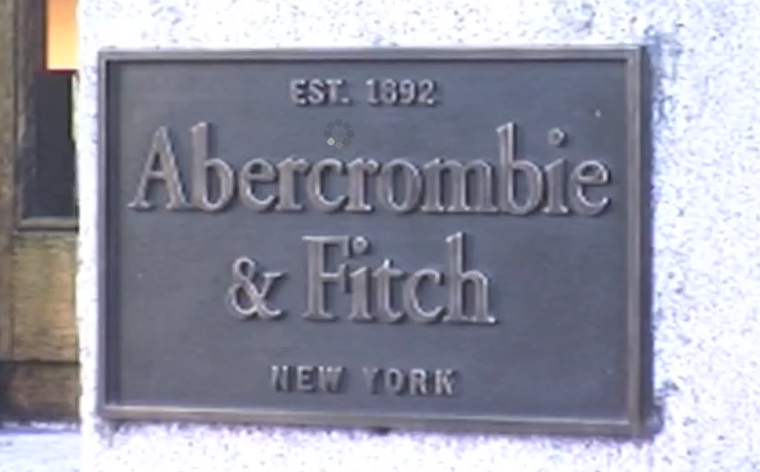 EST. 1892
Abercrombie
& Fitch
NEW YORK